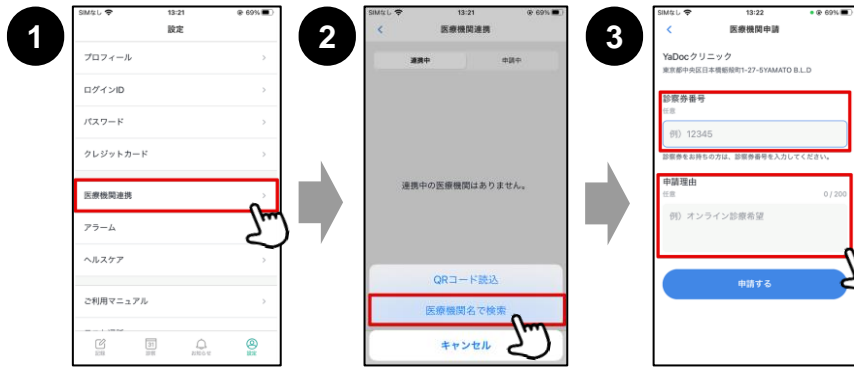 1
SIMなし 13:21 69%
設定
プロフィール
ログインID
パスワード
クレジットカード
医療機関連携
アラーム
ヘルスケア
ご利用マニュアル
記録
お知らせ
設定
2
SIMなし 13:21 69%
医療機関連携
連携中 申請中
連携中の医療機関はありません。
QRコード読込
医療機関名で検索
キャンセル
3
SIMなし 13:22 69%
医療機関申請
YaDocクリニック
東京都中央区日本橋蛎殻町1-27-5YAMATO B.L.D
診察券番号
任意
例）12345
診察券をお持ちの方は、診察券番号を入力してください。
申請理由
任意 0/200
例）オンライン診療希望
申請する